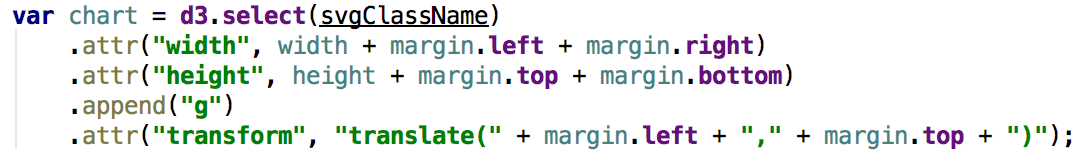 var chart = d3.select(svgClassName)
.attr("width", width + margin.left + margin.right)
.attr("height", height + margin.top + margin.bottom)
.append("g")
.attr("transform", "translate(" + margin.left + "," + margin.top + ")");